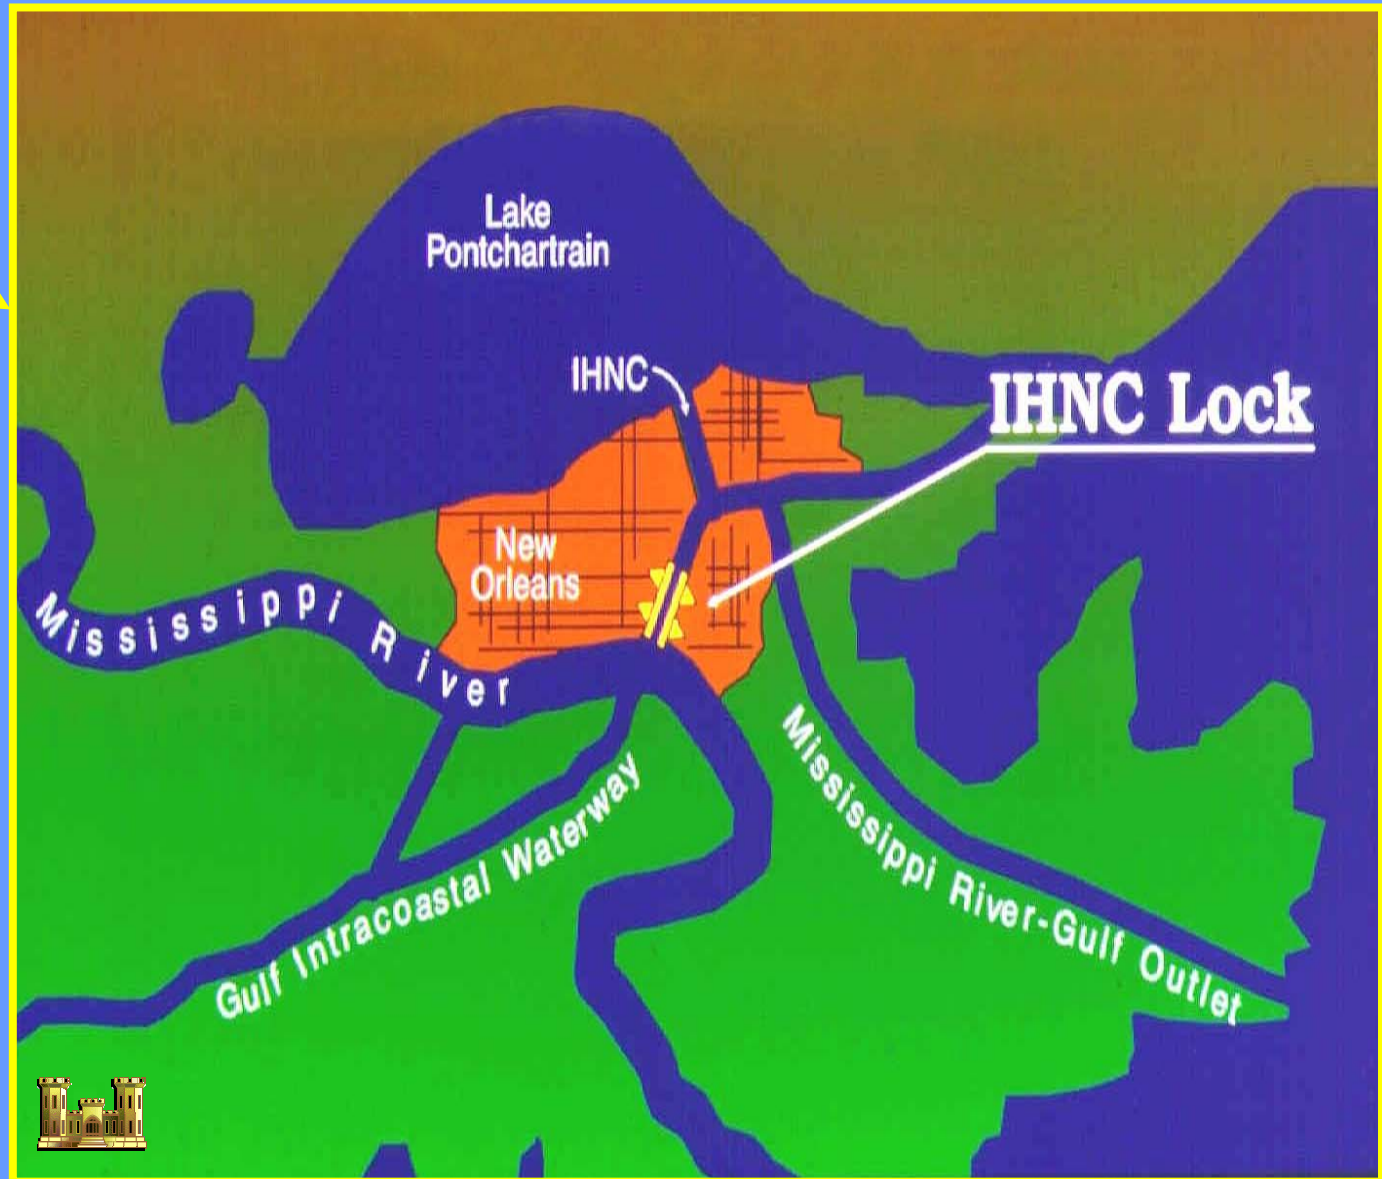 Lake
Pontchartrain
IHNC
IHNC Lock
New
Orleans
Mississippi River
Mississippi River-Gulf Outlet
Gulf Intracoastal Waterway